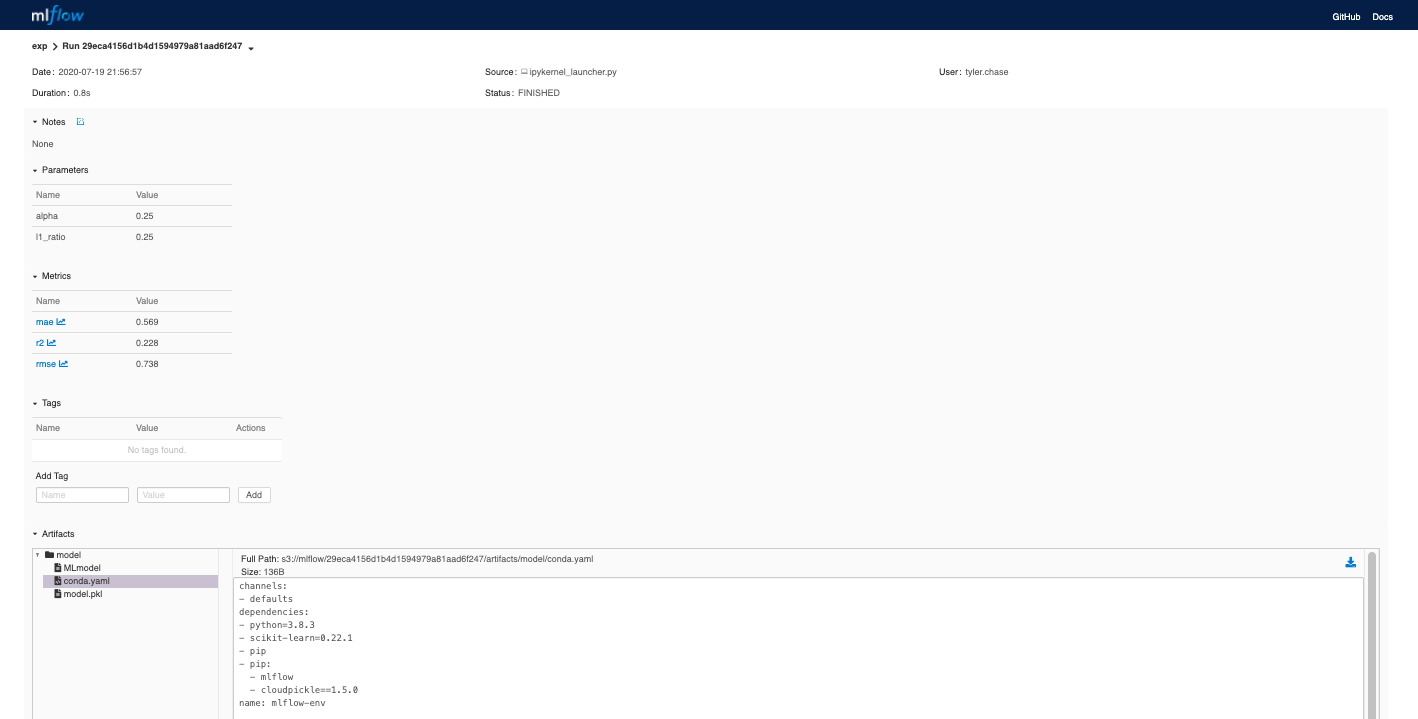 mlflow
GitHub Docs
exp > Run 29eca4156d1b4d1594979a81aad6f247
Date: 2020-07-19 21:56:57
Source: ipykernel_launcher.py
User: tyler.chase
Duration: 0.8s
Status: FINISHED
Notes
None
Parameters
Name Value
alpha 0.25
l1_ratio 0.25
Metrics
Name Value
mae 0.569
r2 0.228
rmse 0.738
Tags
Name Value Actions
No tags found.
Add Tag
Name Value Add
Artifacts
model
MLmodel
conda.yaml
model.pkl
Full Path: s3://mlflow/29eca4156d1b4d1594979a81aad6f247/artifacts/model/conda.yaml
Size: 136B
channels:
- defaults
dependencies:
- python=3.8.3
- scikit-learn=0.22.1
- pip
- pip:
  - mlflow
  - cloudpickle==1.5.0
name: mlflow-env